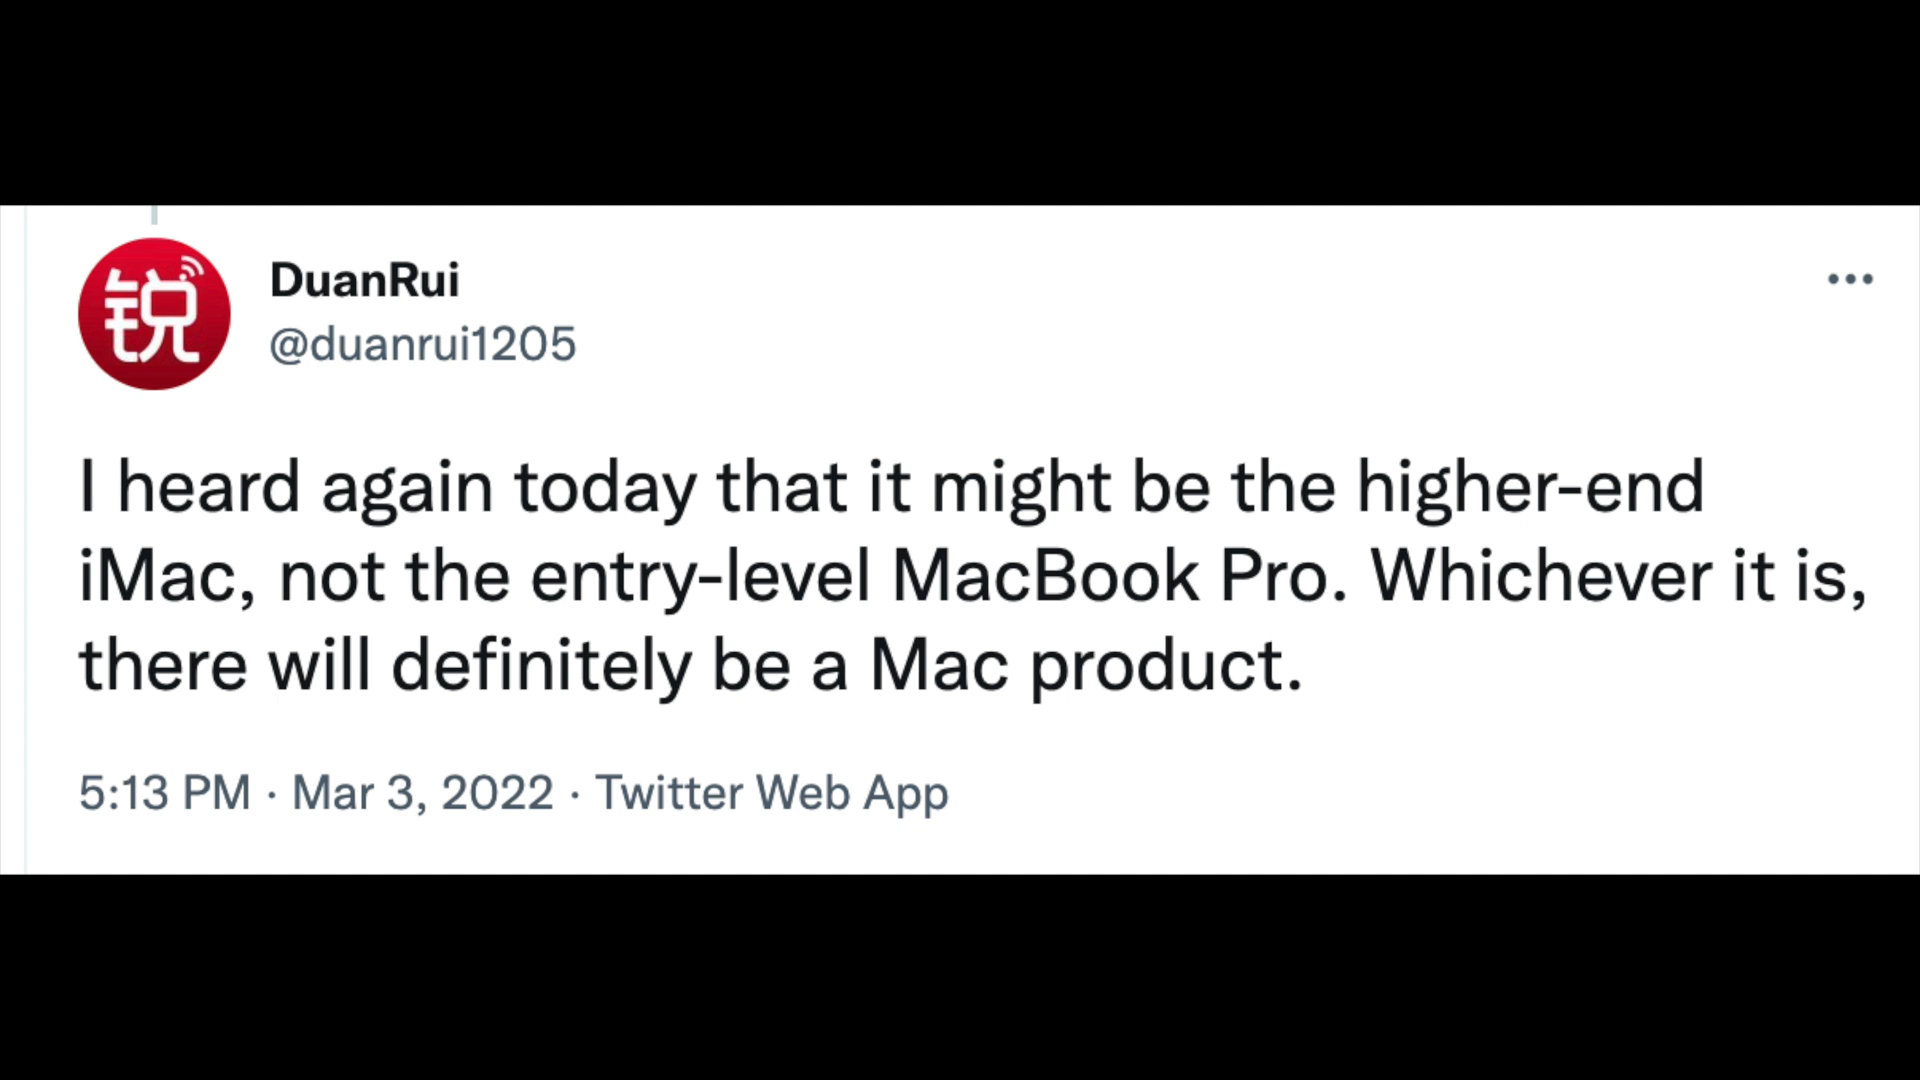 锐
DuanRui
@duanrui1205
I heard again today that it might be the higher-end
iMac, not the entry-level MacBook Pro. Whichever it is,
there will definitely be a Mac product.
5:13 PM · Mar 3, 2022 · Twitter Web App